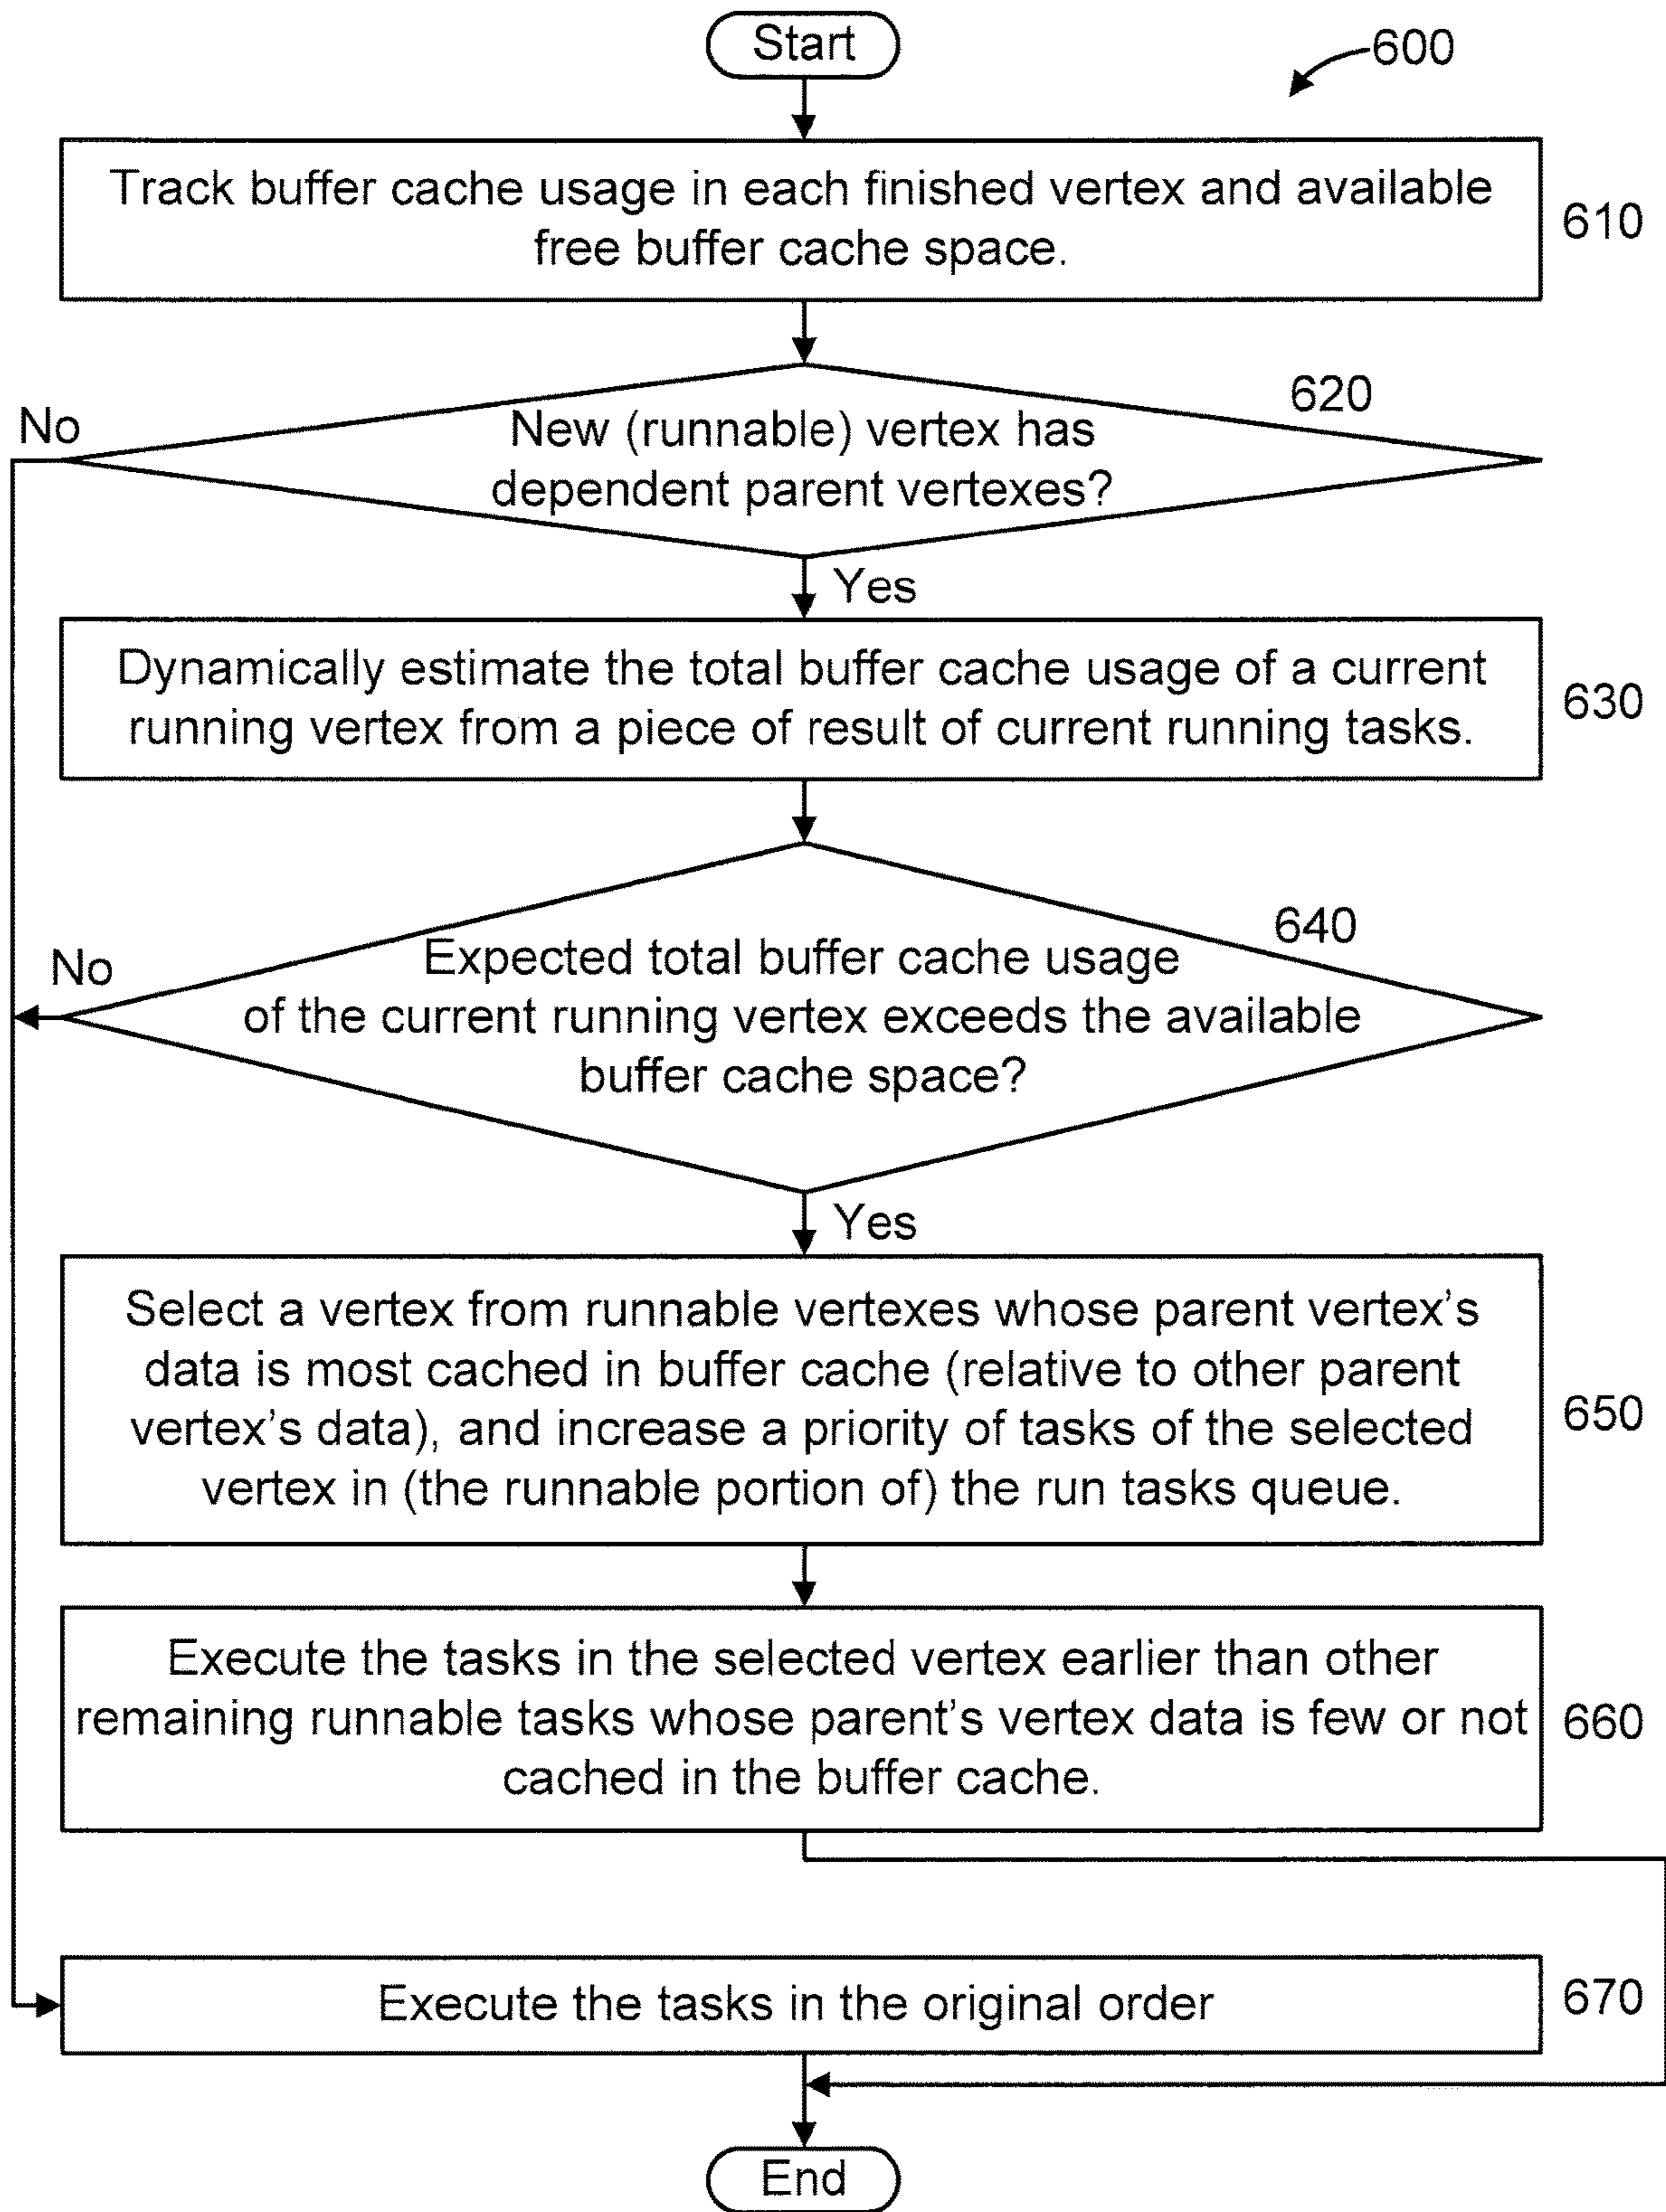 Start
600
Track buffer cache usage in each finished vertex and available
free buffer cache space.
610
620
No
New (runnable) vertex has
dependent parent vertexes?
Yes
Dynamically estimate the total buffer cache usage of a current
running vertex from a piece of result of current running tasks.
630
640
No
Expected total buffer cache usage
of the current running vertex exceeds the available
buffer cache space?
Yes
Select a vertex from runnable vertexes whose parent vertex's
data is most cached in buffer cache (relative to other parent
vertex's data), and increase a priority of tasks of the selected
vertex in (the runnable portion of) the run tasks queue.
650
Execute the tasks in the selected vertex earlier than other
remaining runnable tasks whose parent's vertex data is few or not
cached in the buffer cache.
660
Execute the tasks in the original order
670
End